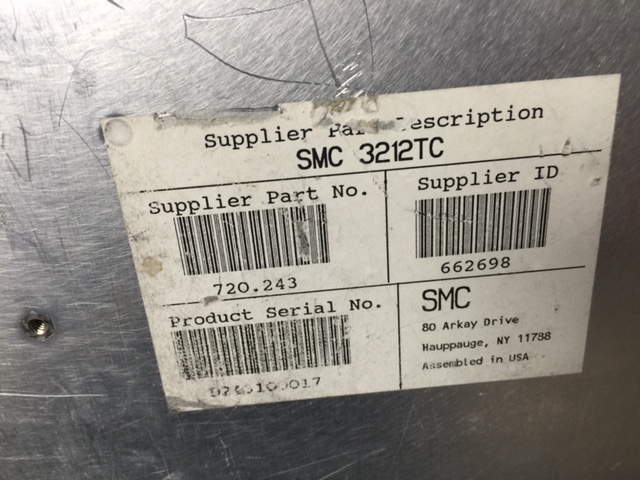 Supplier Part Description
SMC 3212TC
Supplier Part No.
720.243
Supplier ID
662698
Product Serial No.
SMC
80 Arkay Drive
Hauppauge, NY 11788
Assembled in USA